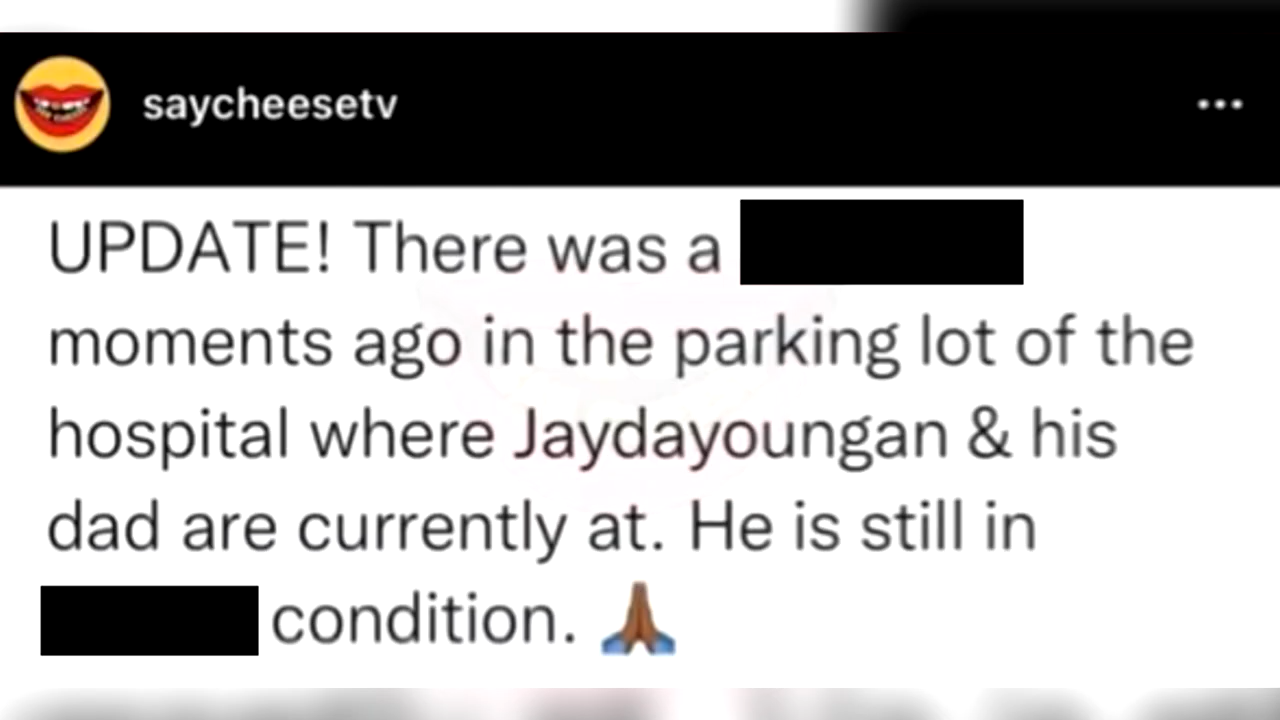 saycheesetv
UPDATE! There was a
moments ago in the parking lot of the
hospital where Jaydayoungan & his
dad are currently at. He is still in
condition. 🙏🏾